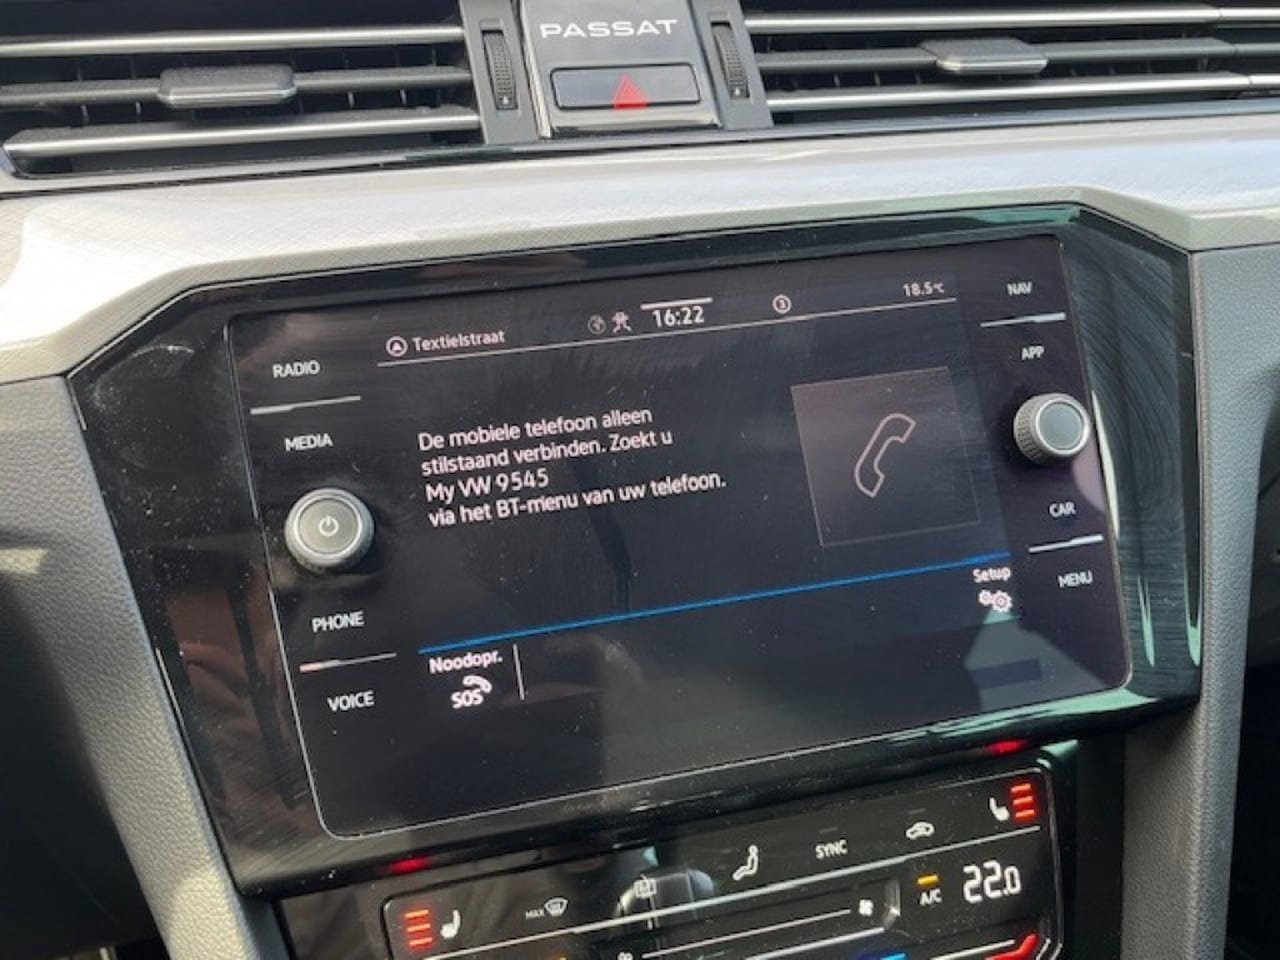 PASSAT
Textielstraat
16:22
18.5°C
NAV
RADIO
APP
MEDIA
De mobiele telefoon alleen
stilstaand verbinden. Zoekt u
My VW 9545
via het BT-menu van uw telefoon.
CAR
Setup
MENU
PHONE
Noodopr.
SOS
VOICE
SYNC
MAX
A/C
22.0